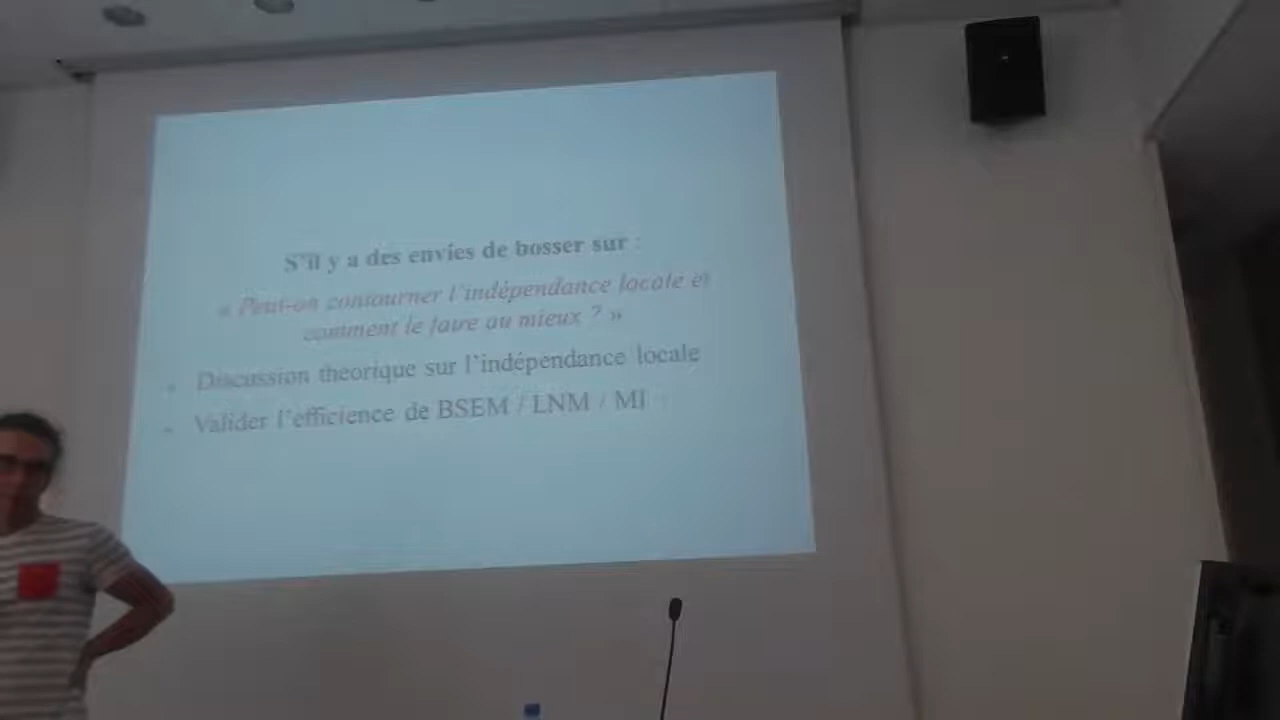 S'il y a des envies de bosser sur :
« Peut-on contourner l'indépendance locale et
comment le faire au mieux ? »
Discussion théorique sur l'indépendance locale
Valider l'efficience de BSEM / LNM / MI